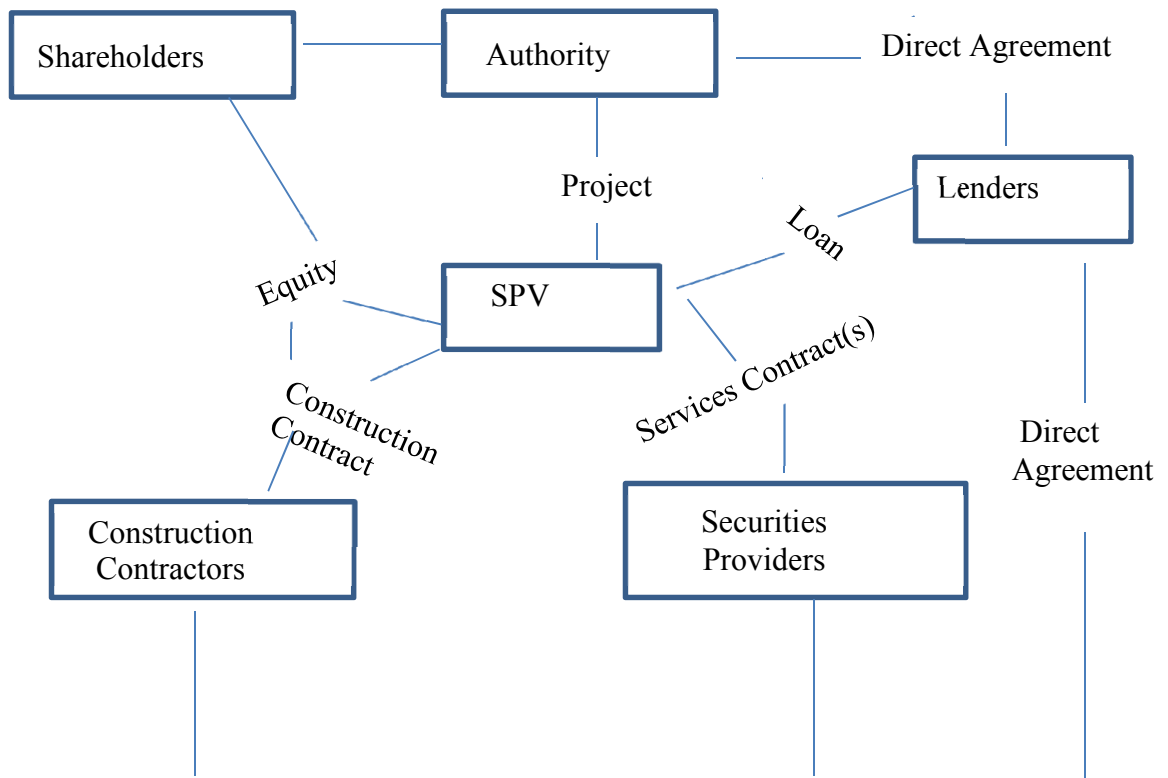 Shareholders
Authority
Direct Agreement
Project
Lenders
Loan
Equity
SPV
Services Contract(s)
Construction
Contract
Direct
Agreement
Construction
Contractors
Securities
Providers